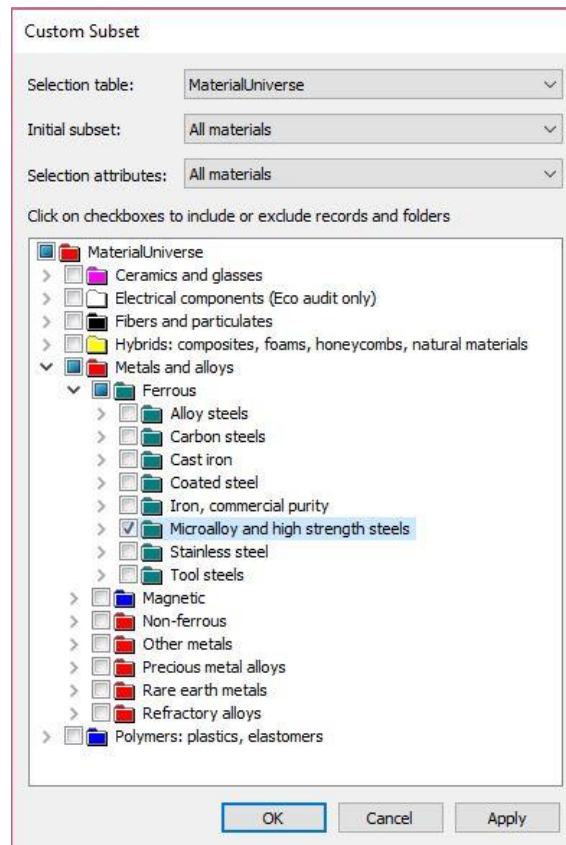 Custom Subset
Selection table: MaterialUniverse
Initial subset: All materials
Selection attributes: All materials
Click on checkboxes to include or exclude records and folders
MaterialUniverse
Ceramics and glasses
Electrical components (Eco audit only)
Fibers and particulates
Hybrids: composites, foams, honeycombs, natural materials
Metals and alloys
Ferrous
Alloy steels
Carbon steels
Cast iron
Coated steel
Iron, commercial purity
Microalloy and high strength steels
Stainless steel
Tool steels
Magnetic
Non-ferrous
Other metals
Precious metal alloys
Rare earth metals
Refractory alloys
Polymers: plastics, elastomers
OK Cancel Apply